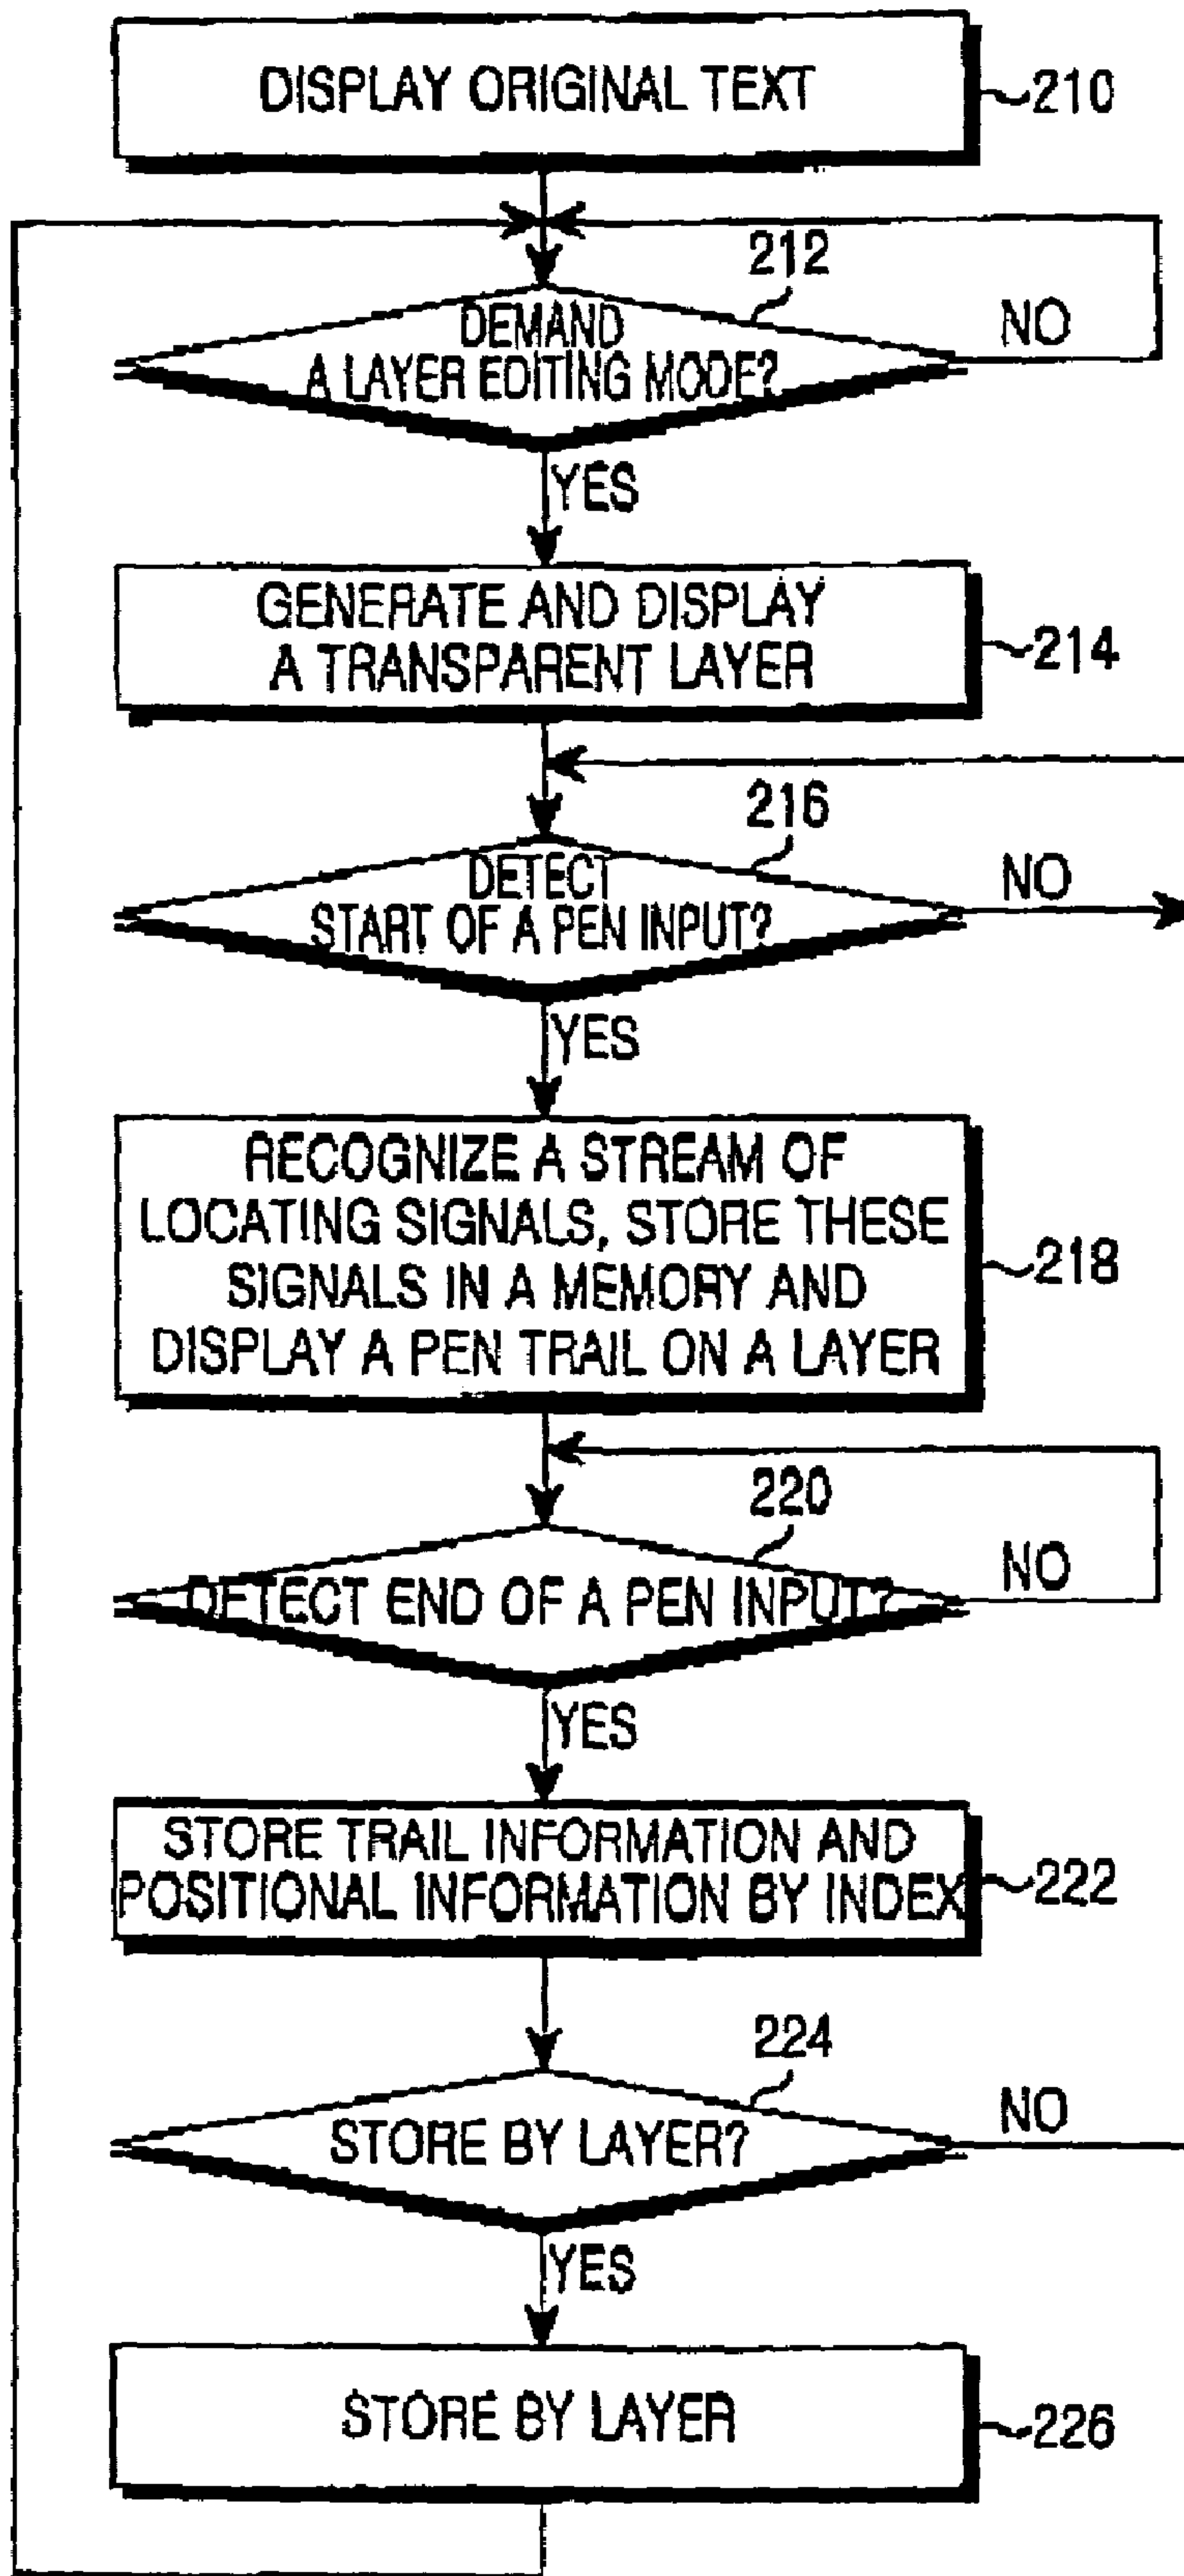 DISPLAY ORIGINAL TEXT
210
212
DEMAND
A LAYER EDITING MODE?
NO
YES
GENERATE AND DISPLAY
A TRANSPARENT LAYER
214
216
DETECT
START OF A PEN INPUT?
NO
YES
RECOGNIZE A STREAM OF
LOCATING SIGNALS, STORE THESE
SIGNALS IN A MEMORY AND
DISPLAY A PEN TRAIL ON A LAYER
218
220
DETECT END OF A PEN INPUT?
NO
YES
STORE TRAIL INFORMATION AND
POSITIONAL INFORMATION BY INDEX
222
224
STORE BY LAYER?
NO
YES
STORE BY LAYER
226